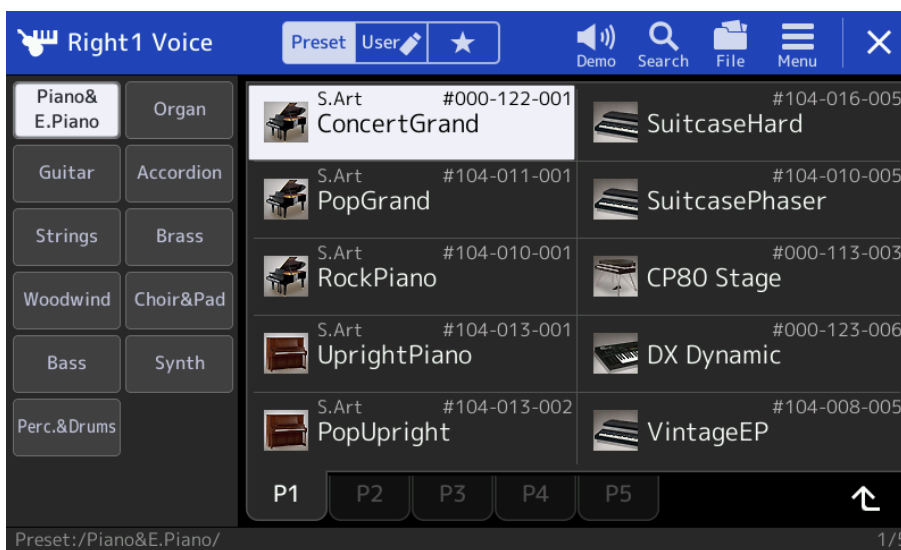 Right1 Voice
Preset User
Demo Search File Menu
Piano&
E.Piano
Organ
Guitar
Accordion
Strings
Brass
Woodwind
Choir&Pad
Bass
Synth
Perc.&Drums
S.Art #000-122-001
ConcertGrand
#104-016-005
SuitcaseHard
S.Art #104-011-001
PopGrand
#104-010-005
SuitcasePhaser
S.Art #104-010-001
RockPiano
#000-113-003
CP80 Stage
S.Art #104-013-001
UprightPiano
#000-123-006
DX Dynamic
S.Art #104-013-002
PopUpright
#104-008-005
VintageEP
P1 P2 P3 P4 P5
Preset:/Piano&E.Piano/
1/5